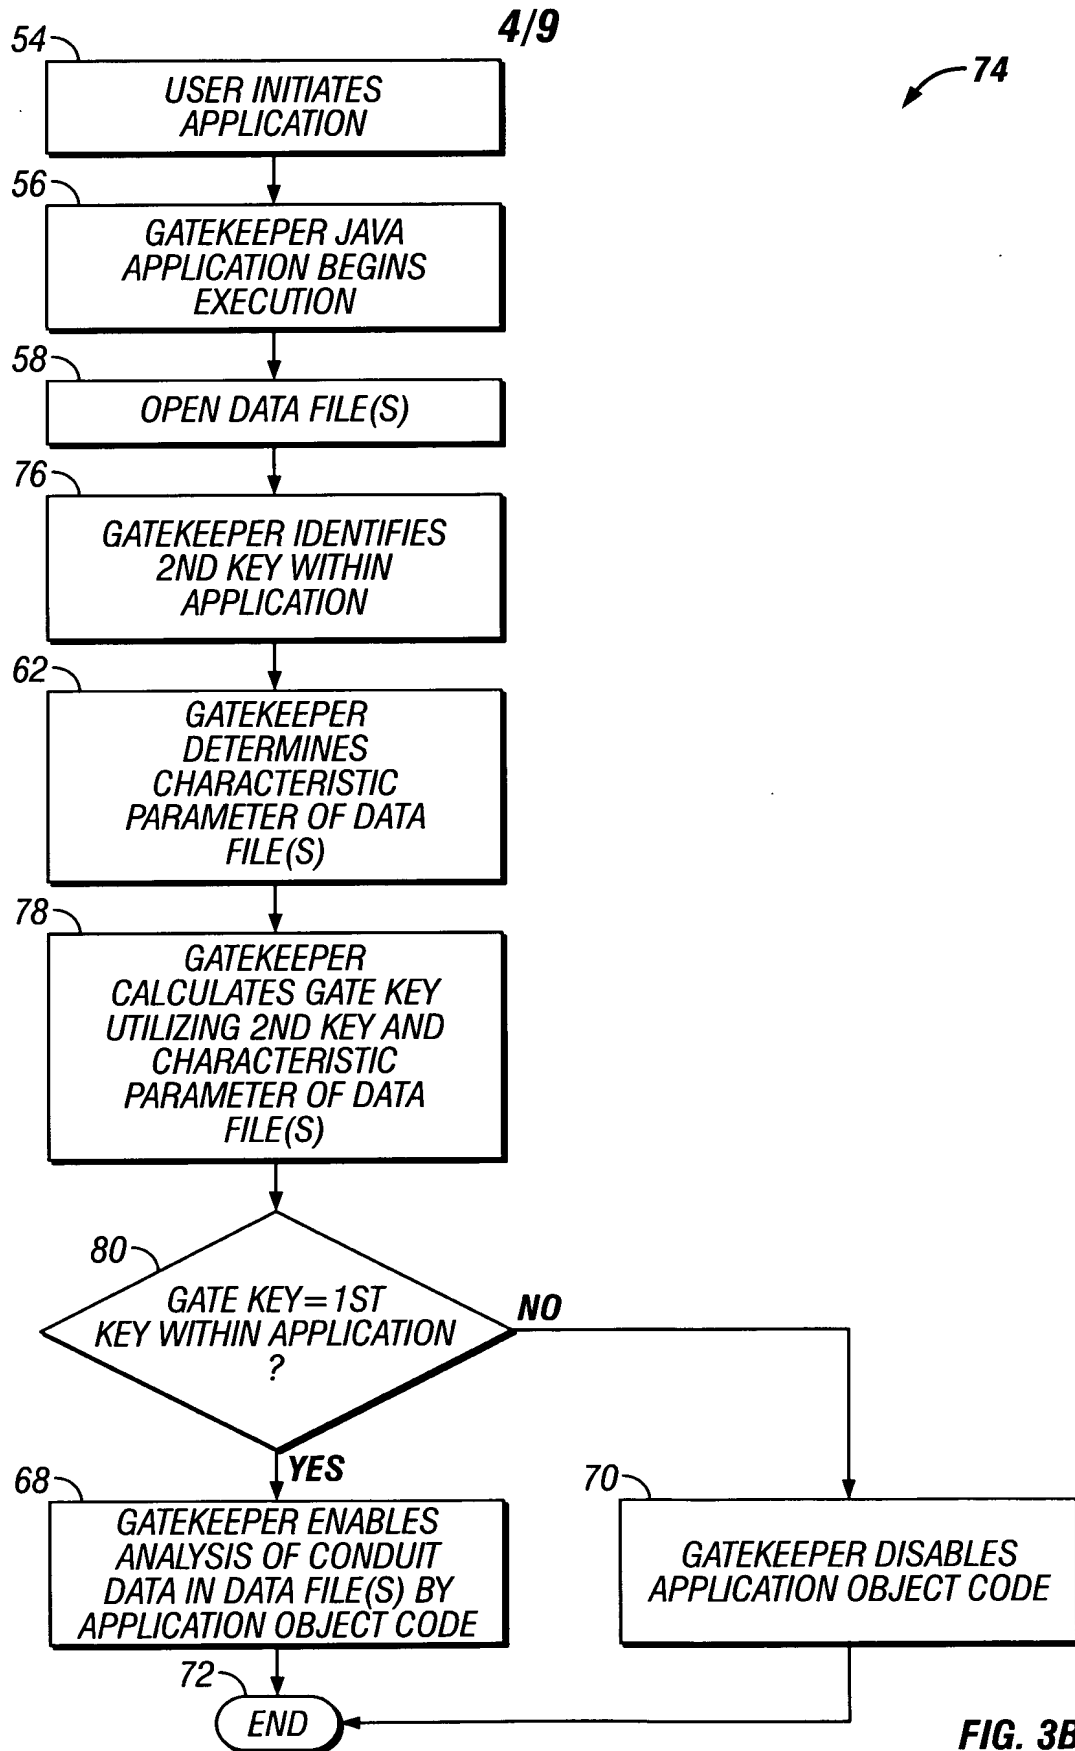 4/9
54
74
USER INITIATES
APPLICATION
56
GATEKEEPER JAVA
APPLICATION BEGINS
EXECUTION
58
OPEN DATA FILE(S)
76
GATEKEEPER IDENTIFIES
2ND KEY WITHIN
APPLICATION
62
GATEKEEPER
DETERMINES
CHARACTERISTIC
PARAMETER OF DATA
FILE(S)
78
GATEKEEPER
CALCULATES GATE KEY
UTILIZING 2ND KEY AND
CHARACTERISTIC
PARAMETER OF DATA
FILE(S)
80
GATE KEY=1ST
KEY WITHIN APPLICATION
?
NO
YES
68
GATEKEEPER ENABLES
ANALYSIS OF CONDUIT
DATA IN DATA FILE(S) BY
APPLICATION OBJECT CODE
70
GATEKEEPER DISABLES
APPLICATION OBJECT CODE
72
END
FIG. 3B